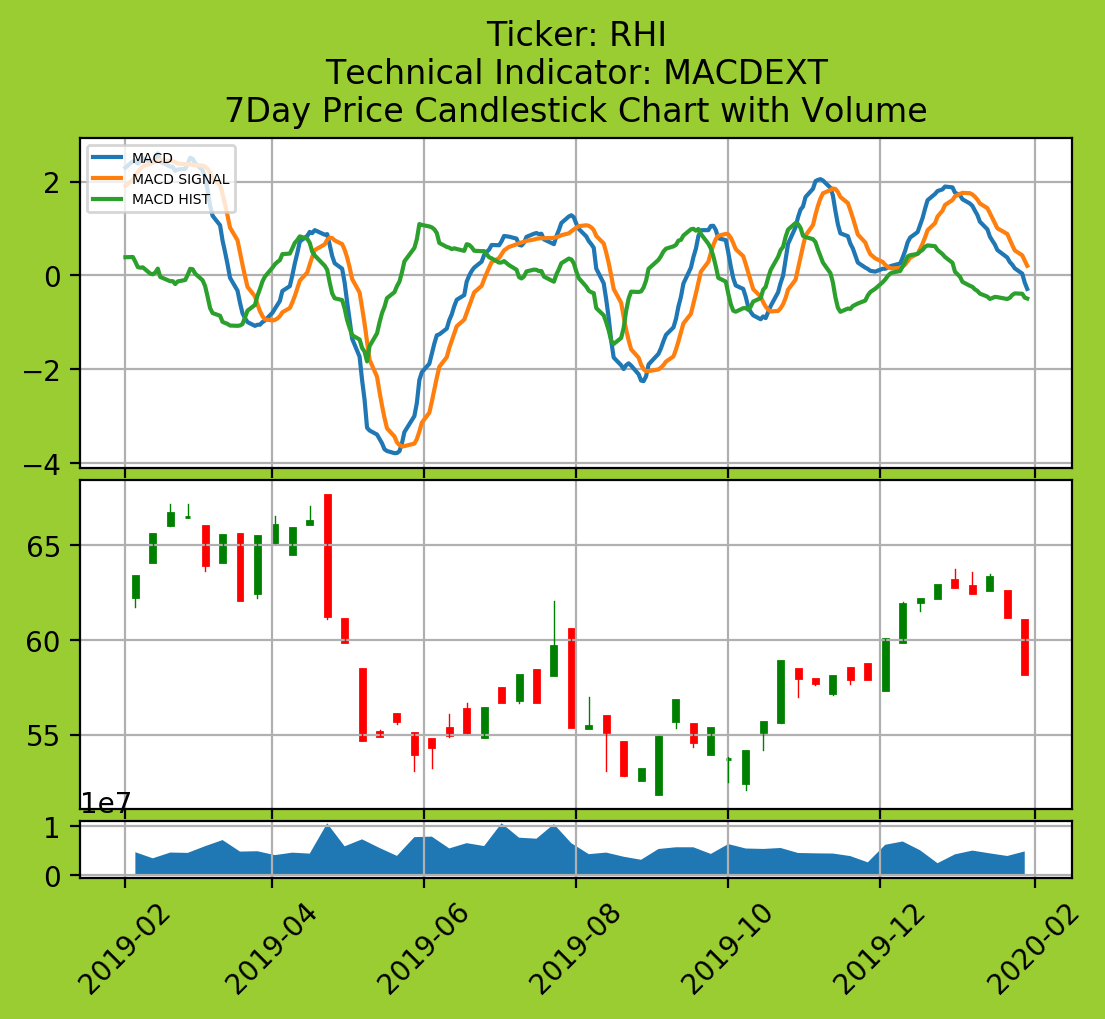 Ticker: RHI
Technical Indicator: MACDEXT
7Day Price Candlestick Chart with Volume
MACD
MACD SIGNAL
MACD HIST
2
0
−2
−4
65
60
55
1e7
1
0
2019-02
2019-04
2019-06
2019-08
2019-10
2019-12
2020-02